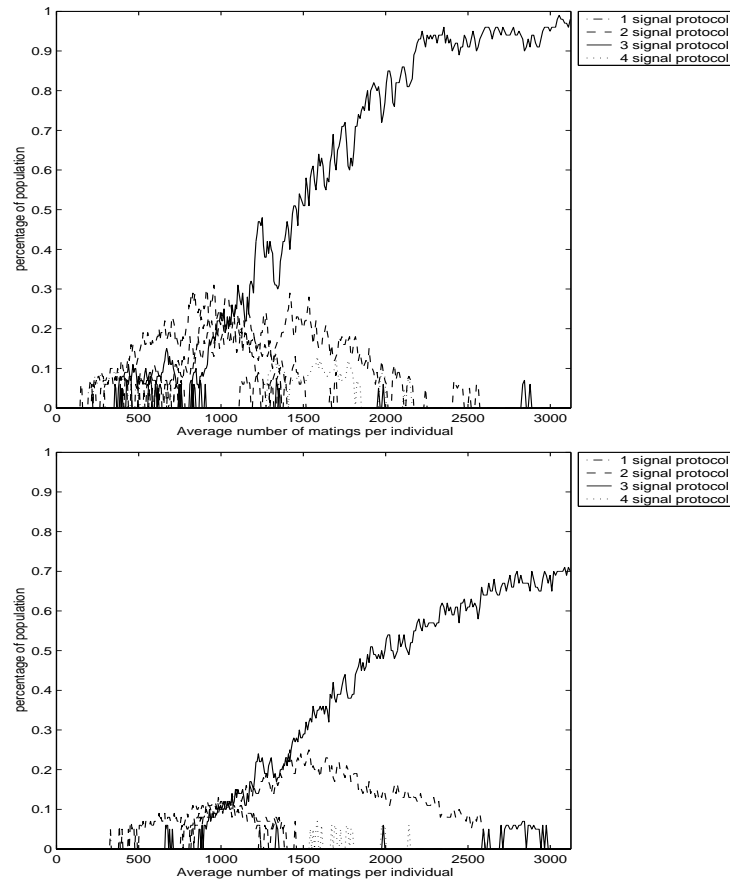 1
0.9
0.8
0.7
0.6
0.5
0.4
0.3
0.2
0.1
0
percentage of population
0 500 1000 1500 2000 2500 3000
Average number of matings per individual
1 signal protocol
2 signal protocol
3 signal protocol
4 signal protocol
1
0.9
0.8
0.7
0.6
0.5
0.4
0.3
0.2
0.1
0
percentage of population
0 500 1000 1500 2000 2500 3000
Average number of matings per individual
1 signal protocol
2 signal protocol
3 signal protocol
4 signal protocol